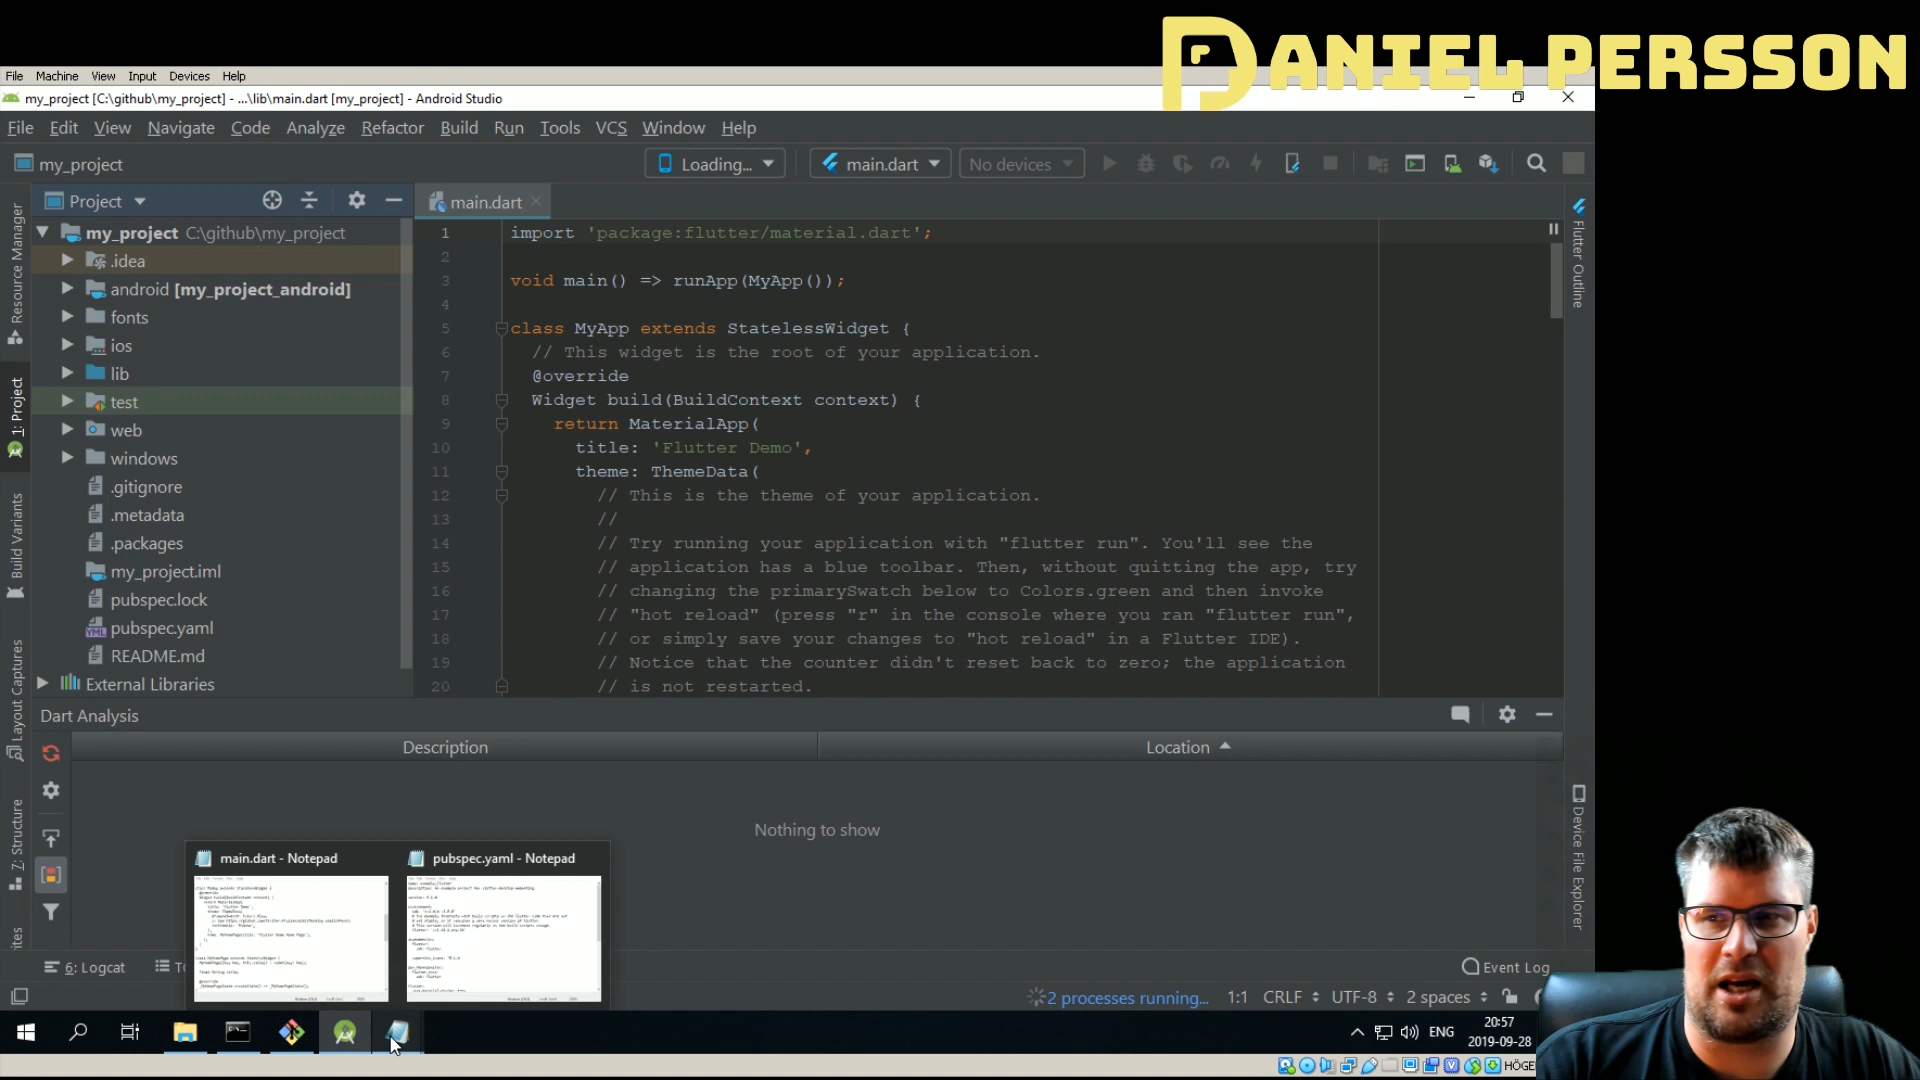 DANIEL PERSSON
File Machine View Input Devices Help
my_project [C:\github\my_project] - ...\lib\main.dart [my_project] - Android Studio
File Edit View Navigate Code Analyze Refactor Build Run Tools VCS Window Help
my_project
Loading...
main.dart
No devices
Project
main.dart
my_project C:\github\my_project
.idea
android [my_project_android]
fonts
ios
lib
test
web
windows
.gitignore
.metadata
.packages
my_project.iml
pubspec.lock
pubspec.yaml
README.md
External Libraries
Resource Manager
1: Project
Build Variants
Layout Captures
Z: Structure
1 import 'package:flutter/material.dart';
2
3 void main() => runApp(MyApp());
4
5 class MyApp extends StatelessWidget {
6 // This widget is the root of your application.
7 @override
8 Widget build(BuildContext context) {
9 return MaterialApp(
10 title: 'Flutter Demo',
11 theme: ThemeData(
12 // This is the theme of your application.
13 //
14 // Try running your application with "flutter run". You'll see the
15 // application has a blue toolbar. Then, without quitting the app, try
16 // changing the primarySwatch below to Colors.green and then invoke
17 // "hot reload" (press "r" in the console where you ran "flutter run",
18 // or simply save your changes to "hot reload" in a Flutter IDE).
19 // Notice that the counter didn't reset back to zero; the application
20 // is not restarted.
Flutter Outline
Device File Explorer
Dart Analysis
Description Location
Nothing to show
main.dart - Notepad
pubspec.yaml - Notepad
6: Logcat
Event Log
2 processes running... 1:1 CRLF UTF-8 2 spaces
ENG
20:57
2019-09-28